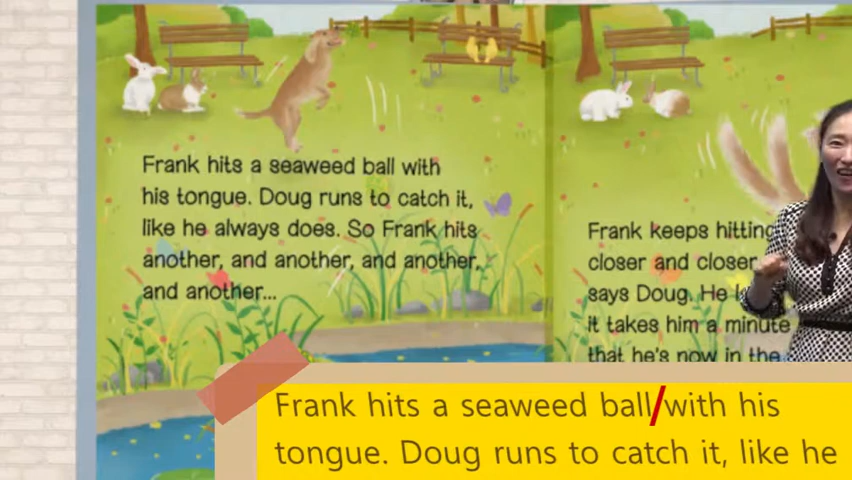 Frank hits a seaweed ball with
his tongue. Doug runs to catch it,
like he always does. So Frank hits
another, and another, and another,
and another...
Frank keeps hitting
closer and closer
says Doug. He
it takes him a minute
that he's now in the
Frank hits a seaweed ball/with his
tongue. Doug runs to catch it, like he